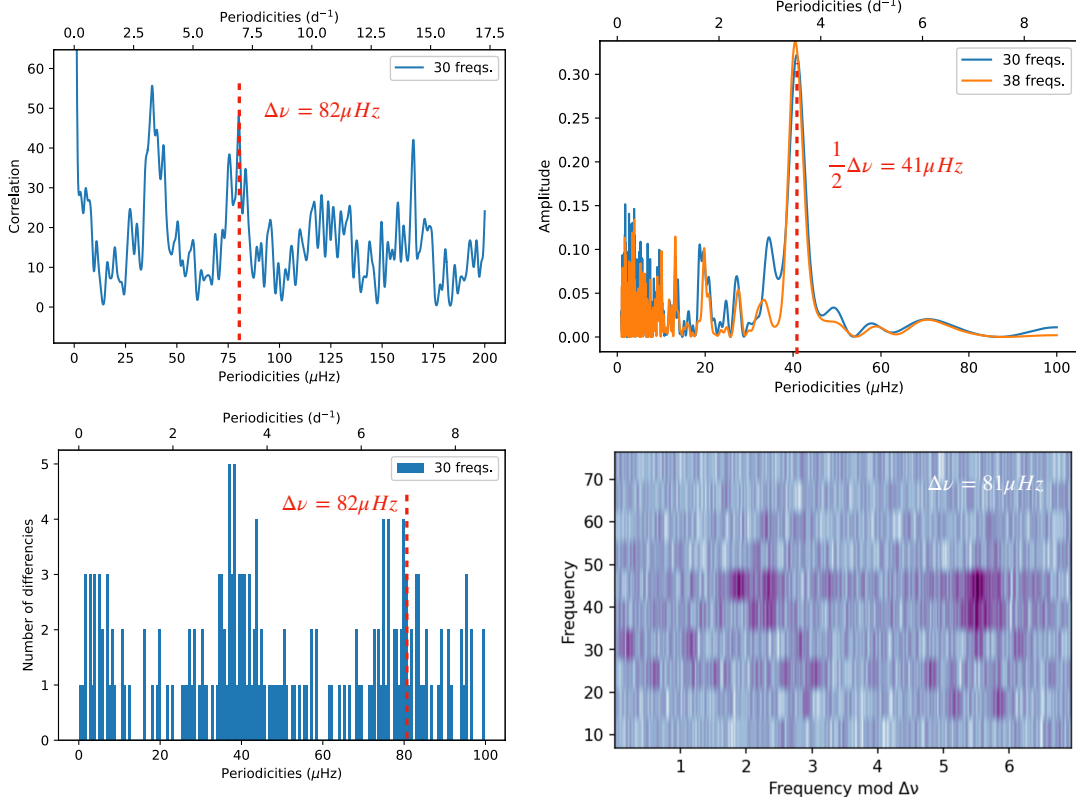 Periodicities (d⁻¹)
0.0 2.5 5.0 7.5 10.0 12.5 15.0 17.5
60
50
40
30
20
10
0
Correlation
30 freqs.
Δν = 82μHz
0 25 50 75 100 125 150 175 200
Periodicities (μHz)
Periodicities (d⁻¹)
0 2 4 6 8
0.30
0.25
0.20
0.15
0.10
0.05
0.00
Amplitude
30 freqs.
38 freqs.
½Δν = 41μHz
0 20 40 60 80 100
Periodicities (μHz)
Periodicities (d⁻¹)
0 2 4 6 8
5
4
3
2
1
0
Number of differencies
30 freqs.
Δν = 82μHz
0 20 40 60 80 100
Periodicities (μHz)
Δν = 81μHz
70
60
50
40
30
20
10
Frequency
1 2 3 4 5 6
Frequency mod Δν